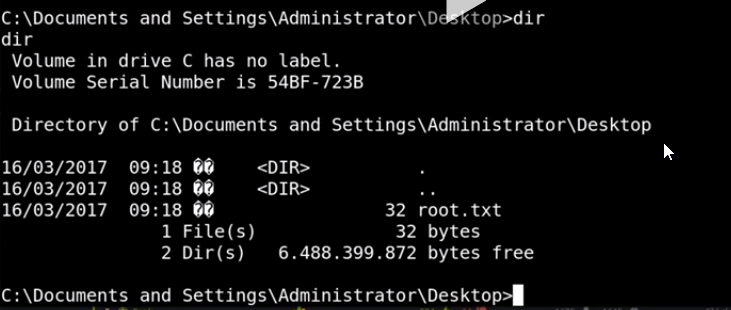 C:\Documents and Settings\Administrator\Desktop>dir
dir
 Volume in drive C has no label.
 Volume Serial Number is 54BF-723B

 Directory of C:\Documents and Settings\Administrator\Desktop

16/03/2017  09:18 ��    <DIR>          .
16/03/2017  09:18 ��    <DIR>          ..
16/03/2017  09:18 ��                32 root.txt
               1 File(s)             32 bytes
               2 Dir(s)   6.488.399.872 bytes free

C:\Documents and Settings\Administrator\Desktop>